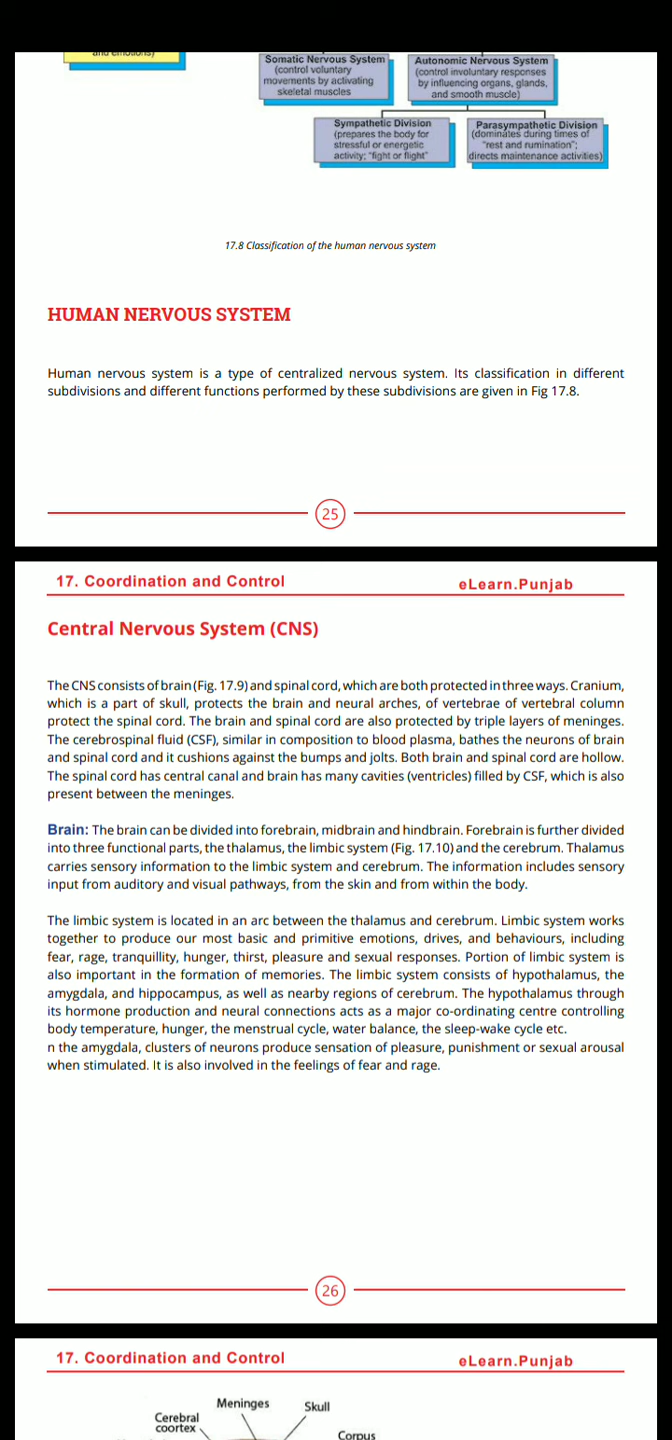 and emotions)
Somatic Nervous System
(control voluntary
movements by activating
skeletal muscles
Autonomic Nervous System
(control involuntary responses
by influencing organs, glands,
and smooth muscle)
Sympathetic Division
(prepares the body for
stressful or energetic
activity; "fight or flight"
Parasympathetic Division
(dominates during times of
"rest and rumination";
directs maintenance activities)
17.8 Classification of the human nervous system
HUMAN NERVOUS SYSTEM
Human nervous system is a type of centralized nervous system. Its classification in different
subdivisions and different functions performed by these subdivisions are given in Fig 17.8.
25
17. Coordination and Control
eLearn.Punjab
Central Nervous System (CNS)
The CNS consists of brain (Fig. 17.9) and spinal cord, which are both protected in three ways. Cranium,
which is a part of skull, protects the brain and neural arches, of vertebrae of vertebral column
protect the spinal cord. The brain and spinal cord are also protected by triple layers of meninges.
The cerebrospinal fluid (CSF), similar in composition to blood plasma, bathes the neurons of brain
and spinal cord and it cushions against the bumps and jolts. Both brain and spinal cord are hollow.
The spinal cord has central canal and brain has many cavities (ventricles) filled by CSF, which is also
present between the meninges.
Brain: The brain can be divided into forebrain, midbrain and hindbrain. Forebrain is further divided
into three functional parts, the thalamus, the limbic system (Fig. 17.10) and the cerebrum. Thalamus
carries sensory information to the limbic system and cerebrum. The information includes sensory
input from auditory and visual pathways, from the skin and from within the body.
The limbic system is located in an arc between the thalamus and cerebrum. Limbic system works
together to produce our most basic and primitive emotions, drives, and behaviours, including
fear, rage, tranquillity, hunger, thirst, pleasure and sexual responses. Portion of limbic system is
also important in the formation of memories. The limbic system consists of hypothalamus, the
amygdala, and hippocampus, as well as nearby regions of cerebrum. The hypothalamus through
its hormone production and neural connections acts as a major co-ordinating centre controlling
body temperature, hunger, the menstrual cycle, water balance, the sleep-wake cycle etc.
n the amygdala, clusters of neurons produce sensation of pleasure, punishment or sexual arousal
when stimulated. It is also involved in the feelings of fear and rage.
26
17. Coordination and Control
eLearn.Punjab
Meninges
Skull
Cerebral
coortex
Corpus